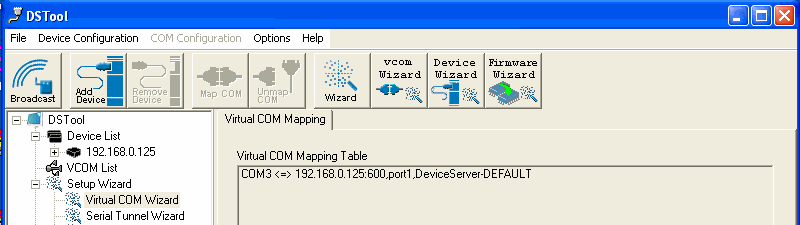 DSTool
File Device Configuration COM Configuration Options Help
Broadcast
Add Device
Remove Device
Map COM
Unmap COM
Wizard
vcom Wizard
Device Wizard
Firmware Wizard
DSTool
Device List
192.168.0.125
VCOM List
Setup Wizard
Virtual COM Wizard
Serial Tunnel Wizard
Virtual COM Mapping
Virtual COM Mapping Table
COM3 <=> 192.168.0.125:600,port1,DeviceServer-DEFAULT